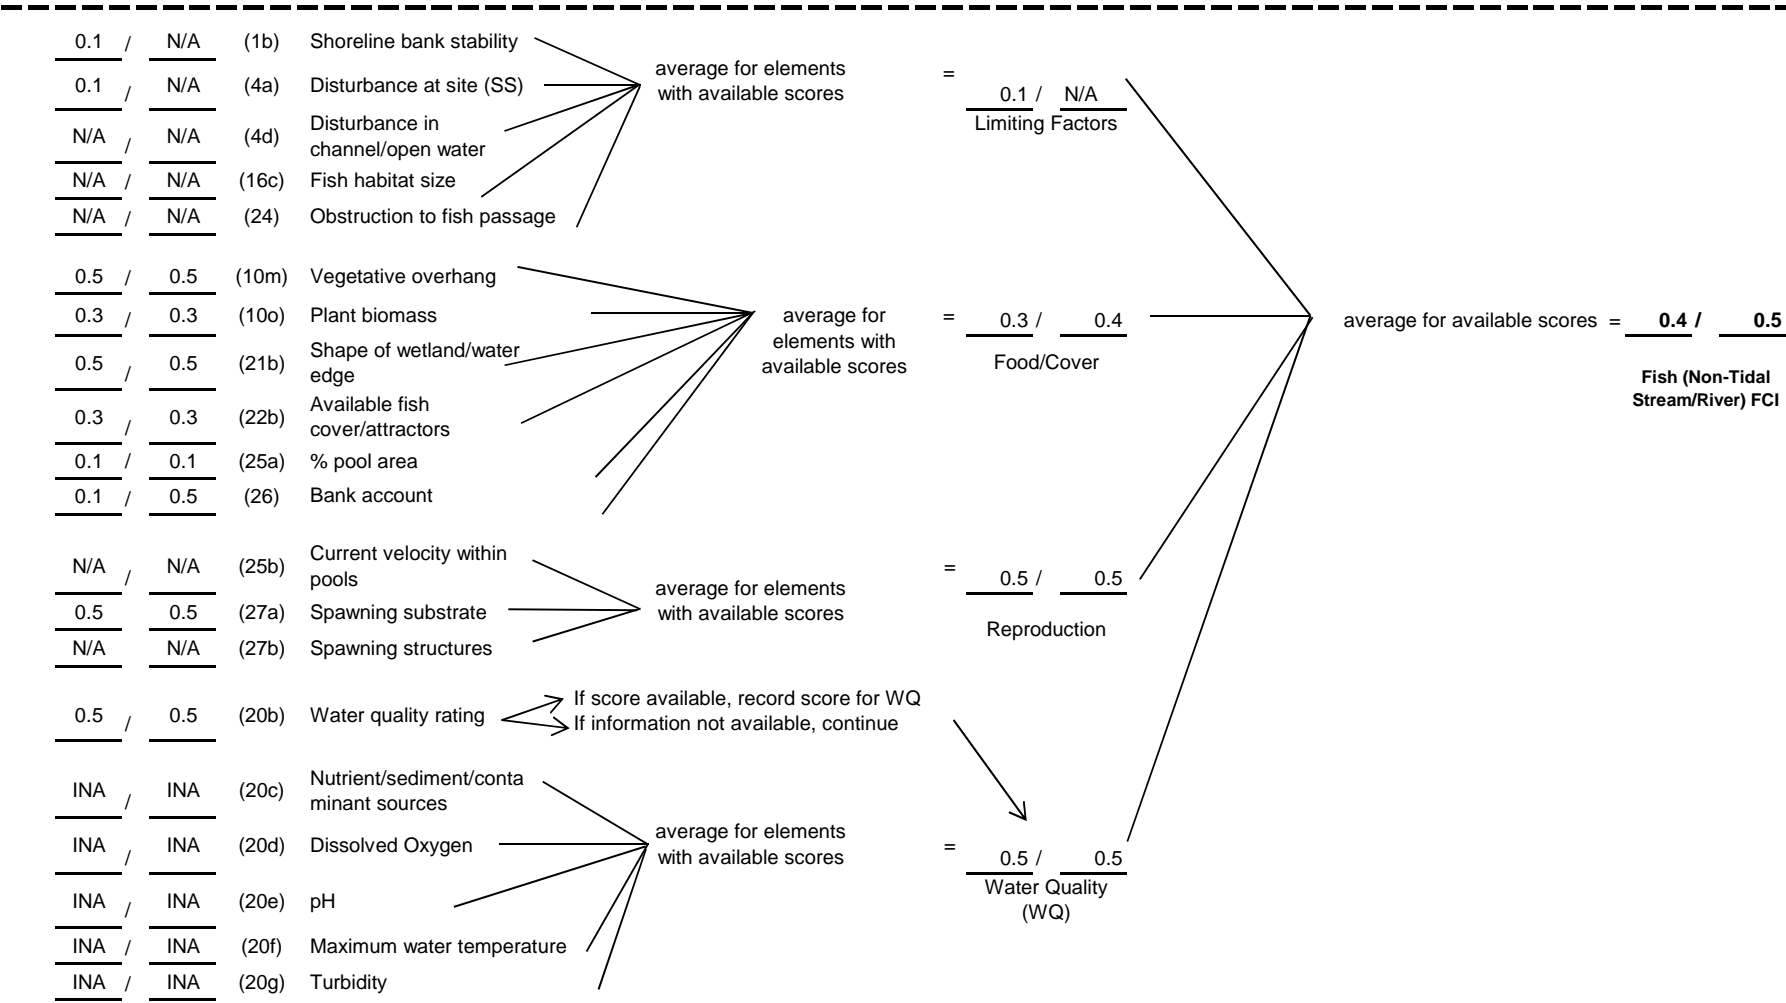 0.1 / N/A (1b) Shoreline bank stability
0.1 / N/A (4a) Disturbance at site (SS)
N/A / N/A (4d) Disturbance in
channel/open water
N/A / N/A (16c) Fish habitat size
N/A / N/A (24) Obstruction to fish passage
average for elements
with available scores
=
0.1 / N/A
Limiting Factors
0.5 / 0.5 (10m) Vegetative overhang
0.3 / 0.3 (10o) Plant biomass
0.5 / 0.5 (21b) Shape of wetland/water
edge
0.3 / 0.3 (22b) Available fish
cover/attractors
0.1 / 0.1 (25a) % pool area
0.1 / 0.5 (26) Bank account
average for
elements with
available scores
= 0.3 / 0.4
Food/Cover
average for available scores = 0.4 / 0.5
Fish (Non-Tidal
Stream/River) FCI
N/A / N/A (25b) Current velocity within
pools
0.5 / 0.5 (27a) Spawning substrate
N/A / N/A (27b) Spawning structures
average for elements
with available scores
=
0.5 / 0.5
Reproduction
0.5 / 0.5 (20b) Water quality rating
If score available, record score for WQ
If information not available, continue
INA / INA (20c) Nutrient/sediment/conta
minant sources
INA / INA (20d) Dissolved Oxygen
INA / INA (20e) pH
INA / INA (20f) Maximum water temperature
INA / INA (20g) Turbidity
average for elements
with available scores
=
0.5 / 0.5
Water Quality
(WQ)